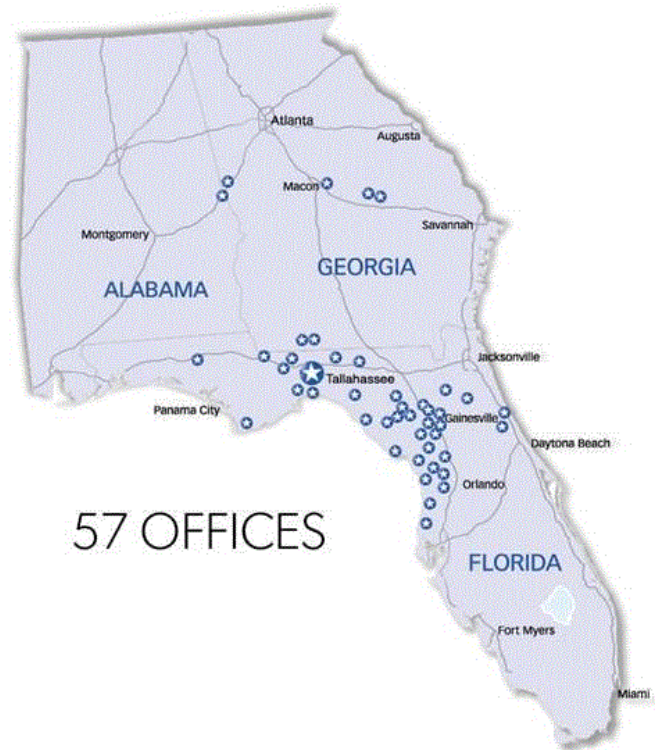 Atlanta
Augusta
Macon
Savannah
Montgomery
GEORGIA
ALABAMA
Jacksonville
Tallahassee
Panama City
Gainesville
Daytona Beach
Orlando
57 OFFICES
FLORIDA
Fort Myers
Miami